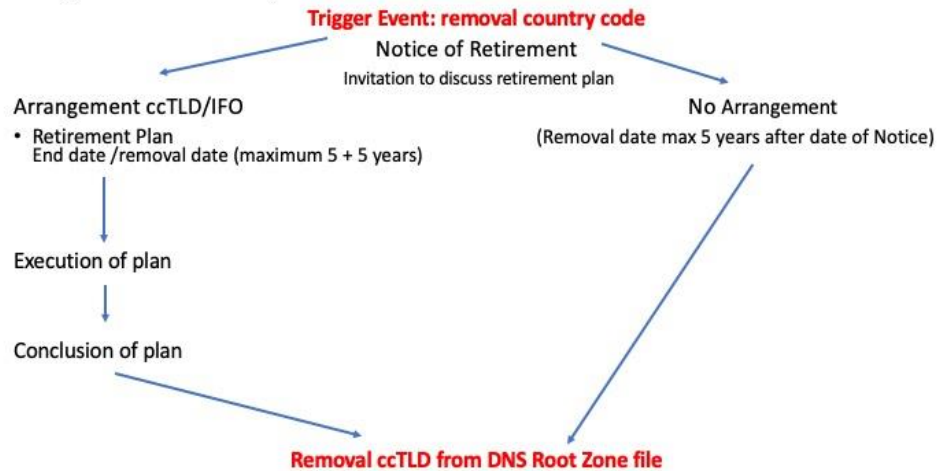 Trigger Event: removal country code
Notice of Retirement
Invitation to discuss retirement plan
Arrangement ccTLD/IFO
• Retirement Plan
End date /removal date (maximum 5 + 5 years)
No Arrangement
(Removal date max 5 years after date of Notice)
Execution of plan
Conclusion of plan
Removal ccTLD from DNS Root Zone file